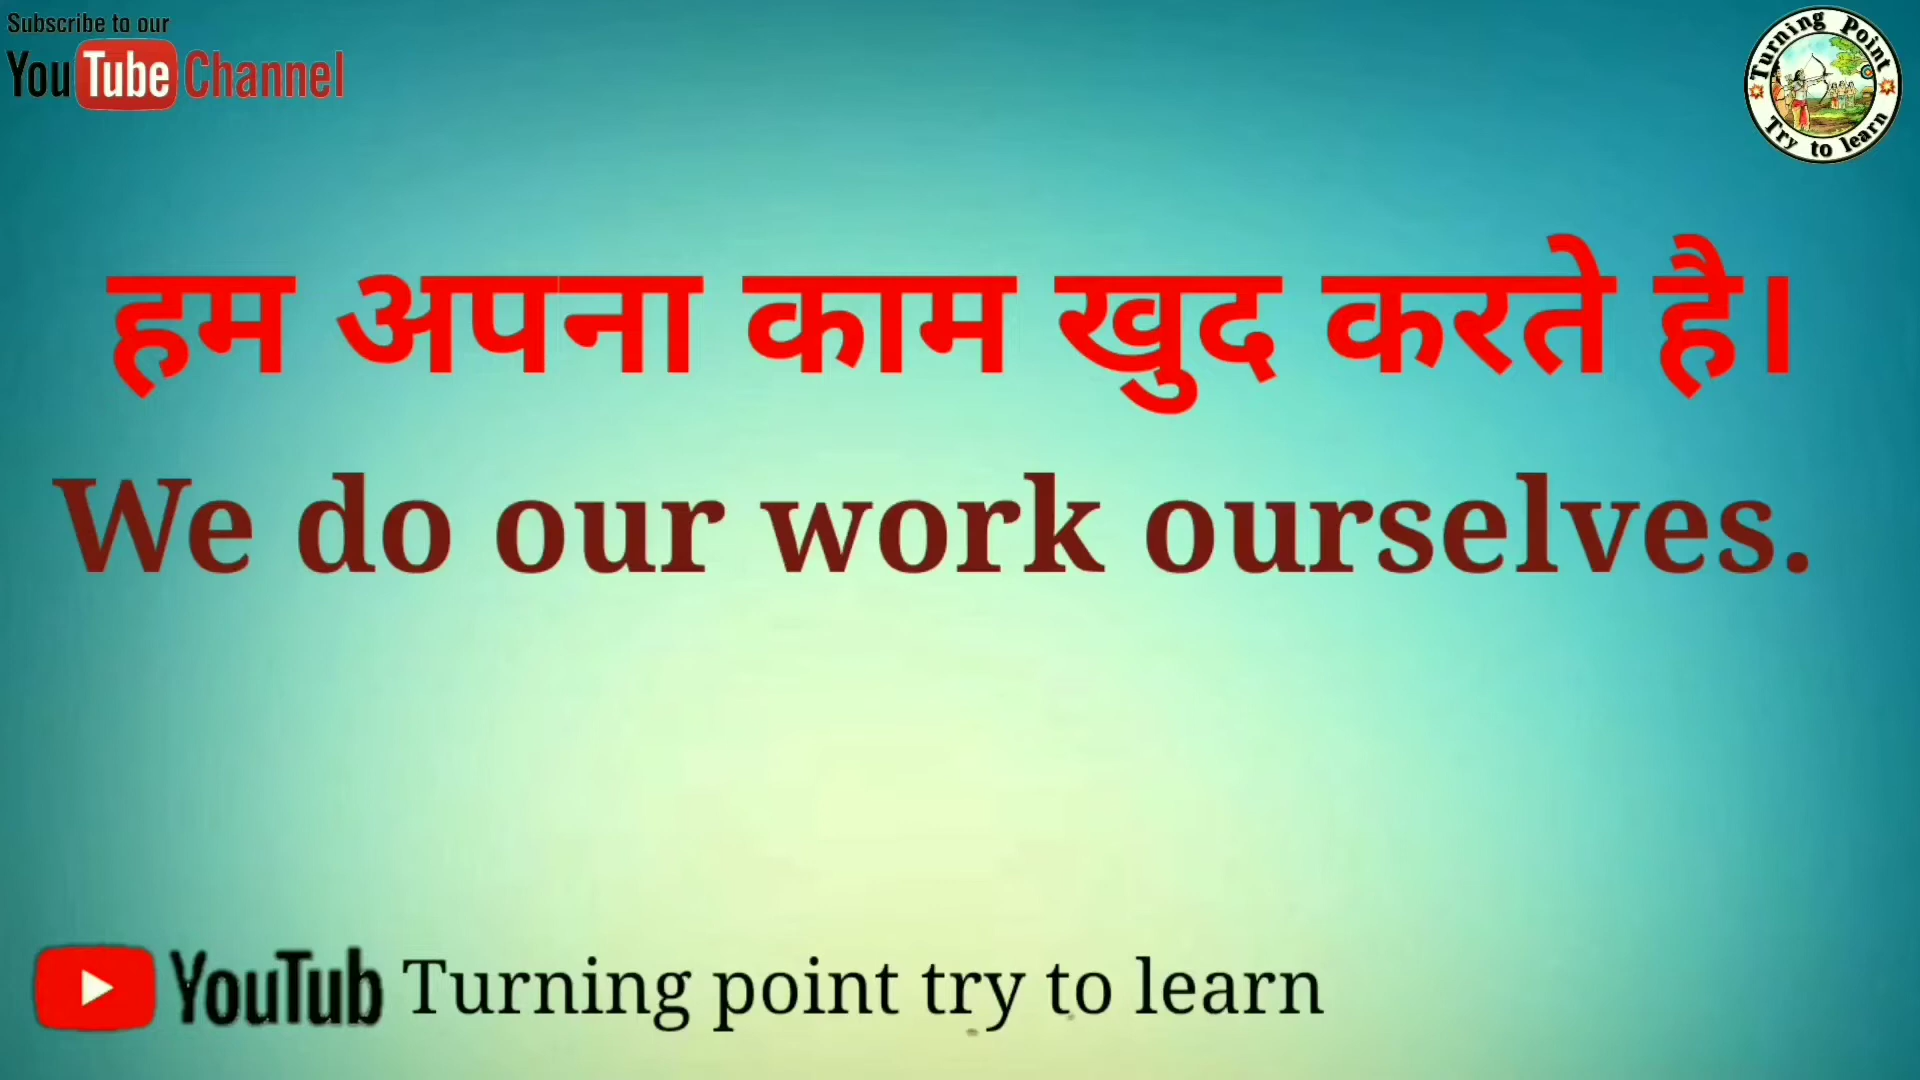 Subscribe to our
YouTube Channel
Turning Point
Try to learn
हम अपना काम खुद करते है।
We do our work ourselves.
YouTub Turning point try to learn